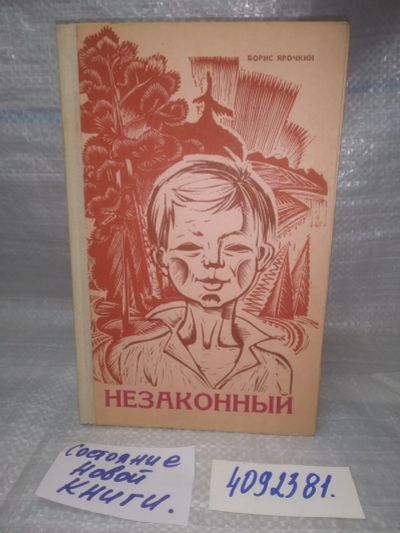 БОРИС ЯРОЧКИН
НЕЗАКОННЫЙ
Состояние
новой
книги.
4092381.